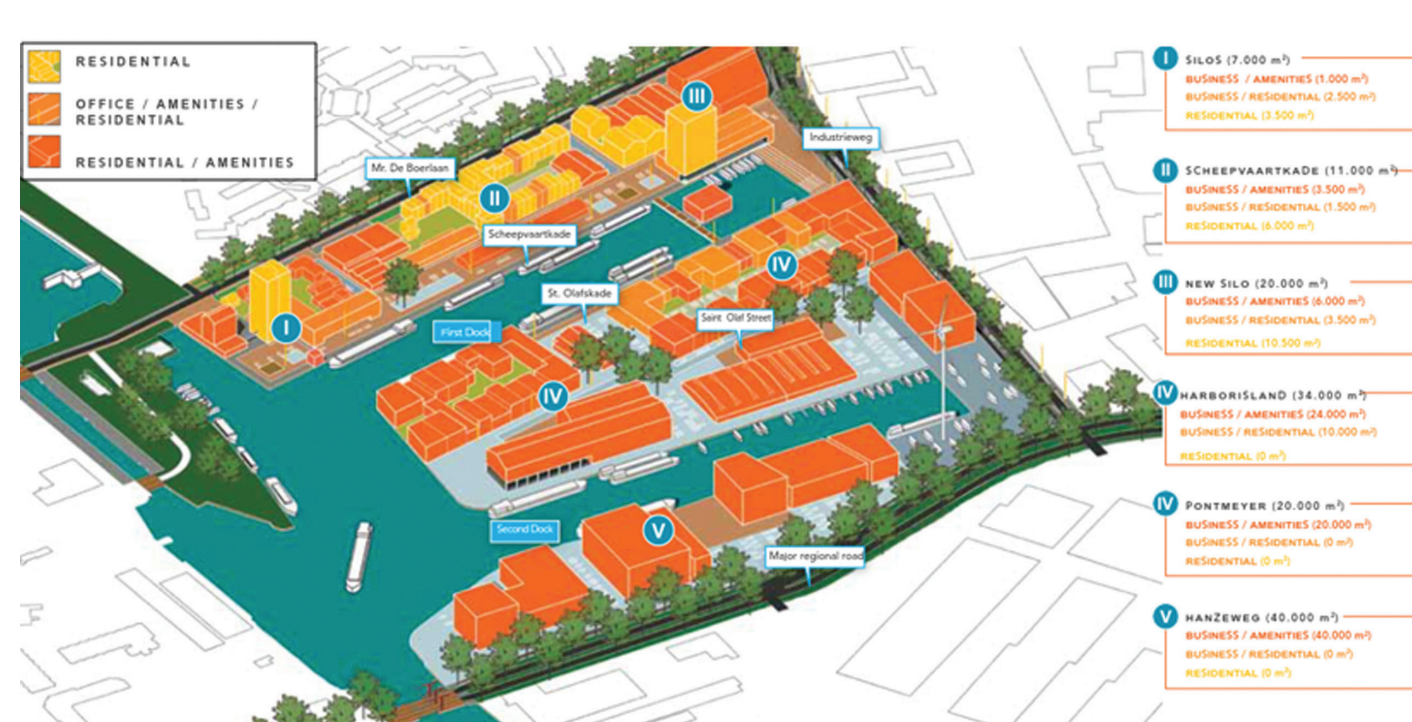 RESIDENTIAL
OFFICE / AMENITIES /
RESIDENTIAL
RESIDENTIAL / AMENITIES
Mr. De Boerlaan
Industrieweg
Scheepvaartkade
St. Olafskade
Saint Olaf Street
First Dock
Second Dock
Major regional road
I
II
III
IV
IV
V
I SILOS (7.000 m²)
BUSINESS / AMENITIES (1.000 m²)
BUSINESS / RESIDENTIAL (2.500 m²)
RESIDENTIAL (3.500 m²)
II SCHEEPVAARTKADE (11.000 m²)
BUSINESS / AMENITIES (3.500 m²)
BUSINESS / RESIDENTIAL (1.500 m²)
RESIDENTIAL (6.000 m²)
III NEW SILO (20.000 m²)
BUSINESS / AMENITIES (6.000 m²)
BUSINESS / RESIDENTIAL (3.500 m²)
RESIDENTIAL (10.500 m²)
IV HARBORISLAND (34.000 m²)
BUSINESS / AMENITIES (24.000 m²)
BUSINESS / RESIDENTIAL (10.000 m²)
RESIDENTIAL (0 m²)
IV PONTMEYER (20.000 m²)
BUSINESS / AMENITIES (20.000 m²)
BUSINESS / RESIDENTIAL (0 m²)
RESIDENTIAL (0 m²)
V HANZEWEG (40.000 m²)
BUSINESS / AMENITIES (40.000 m²)
BUSINESS / RESIDENTIAL (0 m²)
RESIDENTIAL (0 m²)